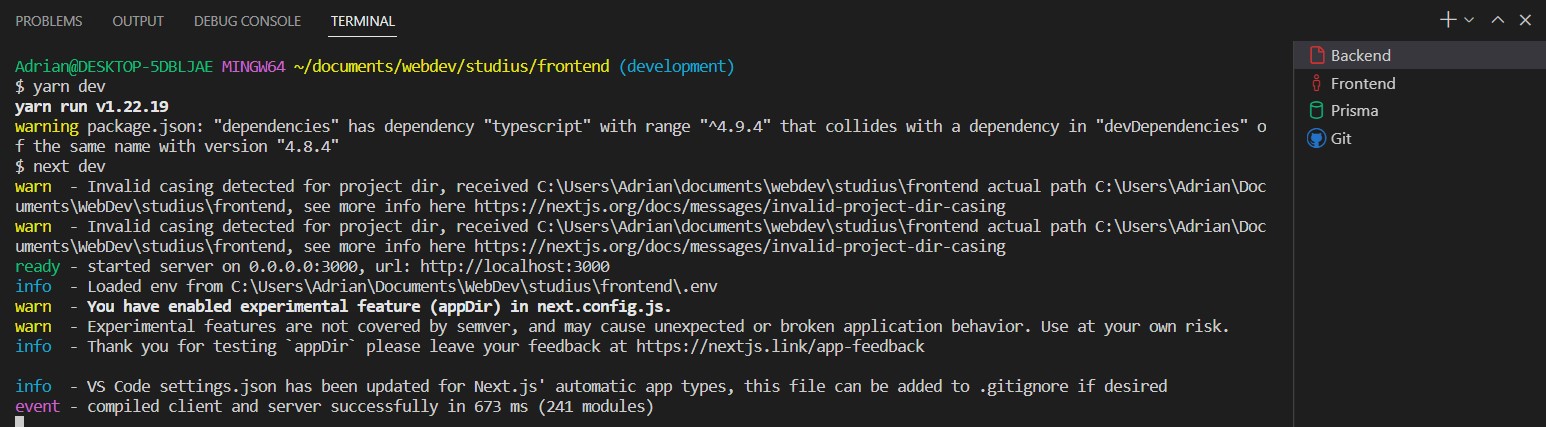 PROBLEMS OUTPUT DEBUG CONSOLE TERMINAL
Adrian@DESKTOP-5DBLJAE MINGW64 ~/documents/webdev/studius/frontend (development)
$ yarn dev
yarn run v1.22.19
warning package.json: "dependencies" has dependency "typescript" with range "^4.9.4" that collides with a dependency in "devDependencies" o
f the same name with version "4.8.4"
$ next dev
warn - Invalid casing detected for project dir, received C:\Users\Adrian\documents\webdev\studius\frontend actual path C:\Users\Adrian\Doc
uments\WebDev\studius\frontend, see more info here https://nextjs.org/docs/messages/invalid-project-dir-casing
warn - Invalid casing detected for project dir, received C:\Users\Adrian\documents\webdev\studius\frontend actual path C:\Users\Adrian\Doc
uments\WebDev\studius\frontend, see more info here https://nextjs.org/docs/messages/invalid-project-dir-casing
ready - started server on 0.0.0.0:3000, url: http://localhost:3000
info - Loaded env from C:\Users\Adrian\Documents\WebDev\studius\frontend\.env
warn - You have enabled experimental feature (appDir) in next.config.js.
warn - Experimental features are not covered by semver, and may cause unexpected or broken application behavior. Use at your own risk.
info - Thank you for testing `appDir` please leave your feedback at https://nextjs.link/app-feedback
info - VS Code settings.json has been updated for Next.js' automatic app types, this file can be added to .gitignore if desired
event - compiled client and server successfully in 673 ms (241 modules)
Backend
Frontend
Prisma
Git